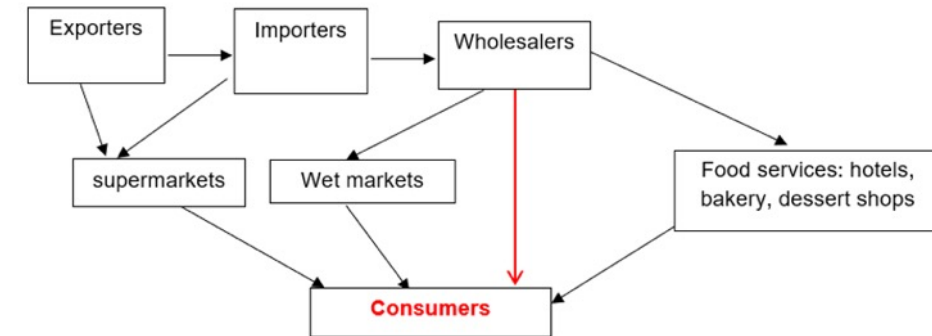 Exporters
Importers
Wholesalers
supermarkets
Wet markets
Food services: hotels,
bakery, dessert shops
Consumers